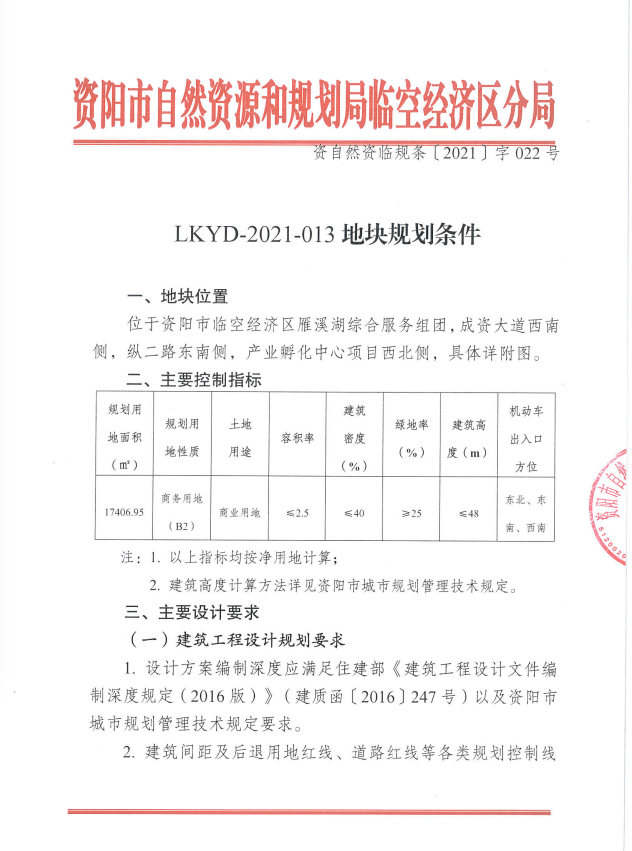 资阳市自然资源和规划局临空经济区分局
资自然资临规条〔2021〕字 022 号
LKYD-2021-013 地块规划条件
一、地块位置
位于资阳市临空经济区雁溪湖综合服务组团，成资大道西南
侧，纵二路东南侧，产业孵化中心项目西北侧，具体详附图。
二、主要控制指标
规划用地面积（㎡） 规划用地性质 土地用途 容积率 建筑密度（%） 绿地率（%） 建筑高度（m） 机动车出入口方位
17406.95 商务用地（B2） 商业用地 ≤2.5 ≤40 ≥25 ≤48 东北、东南、西南
注：1. 以上指标均按净用地计算；
2. 建筑高度计算方法详见资阳市城市规划管理技术规定。
三、主要设计要求
（一）建筑工程设计规划要求
1. 设计方案编制深度应满足住建部《建筑工程设计文件编
制深度规定（2016 版）》（建质函〔2016〕247 号）以及资阳市
城市规划管理技术规定要求。
2. 建筑间距及后退用地红线、道路红线等各类规划控制线
资阳市自然
5120020